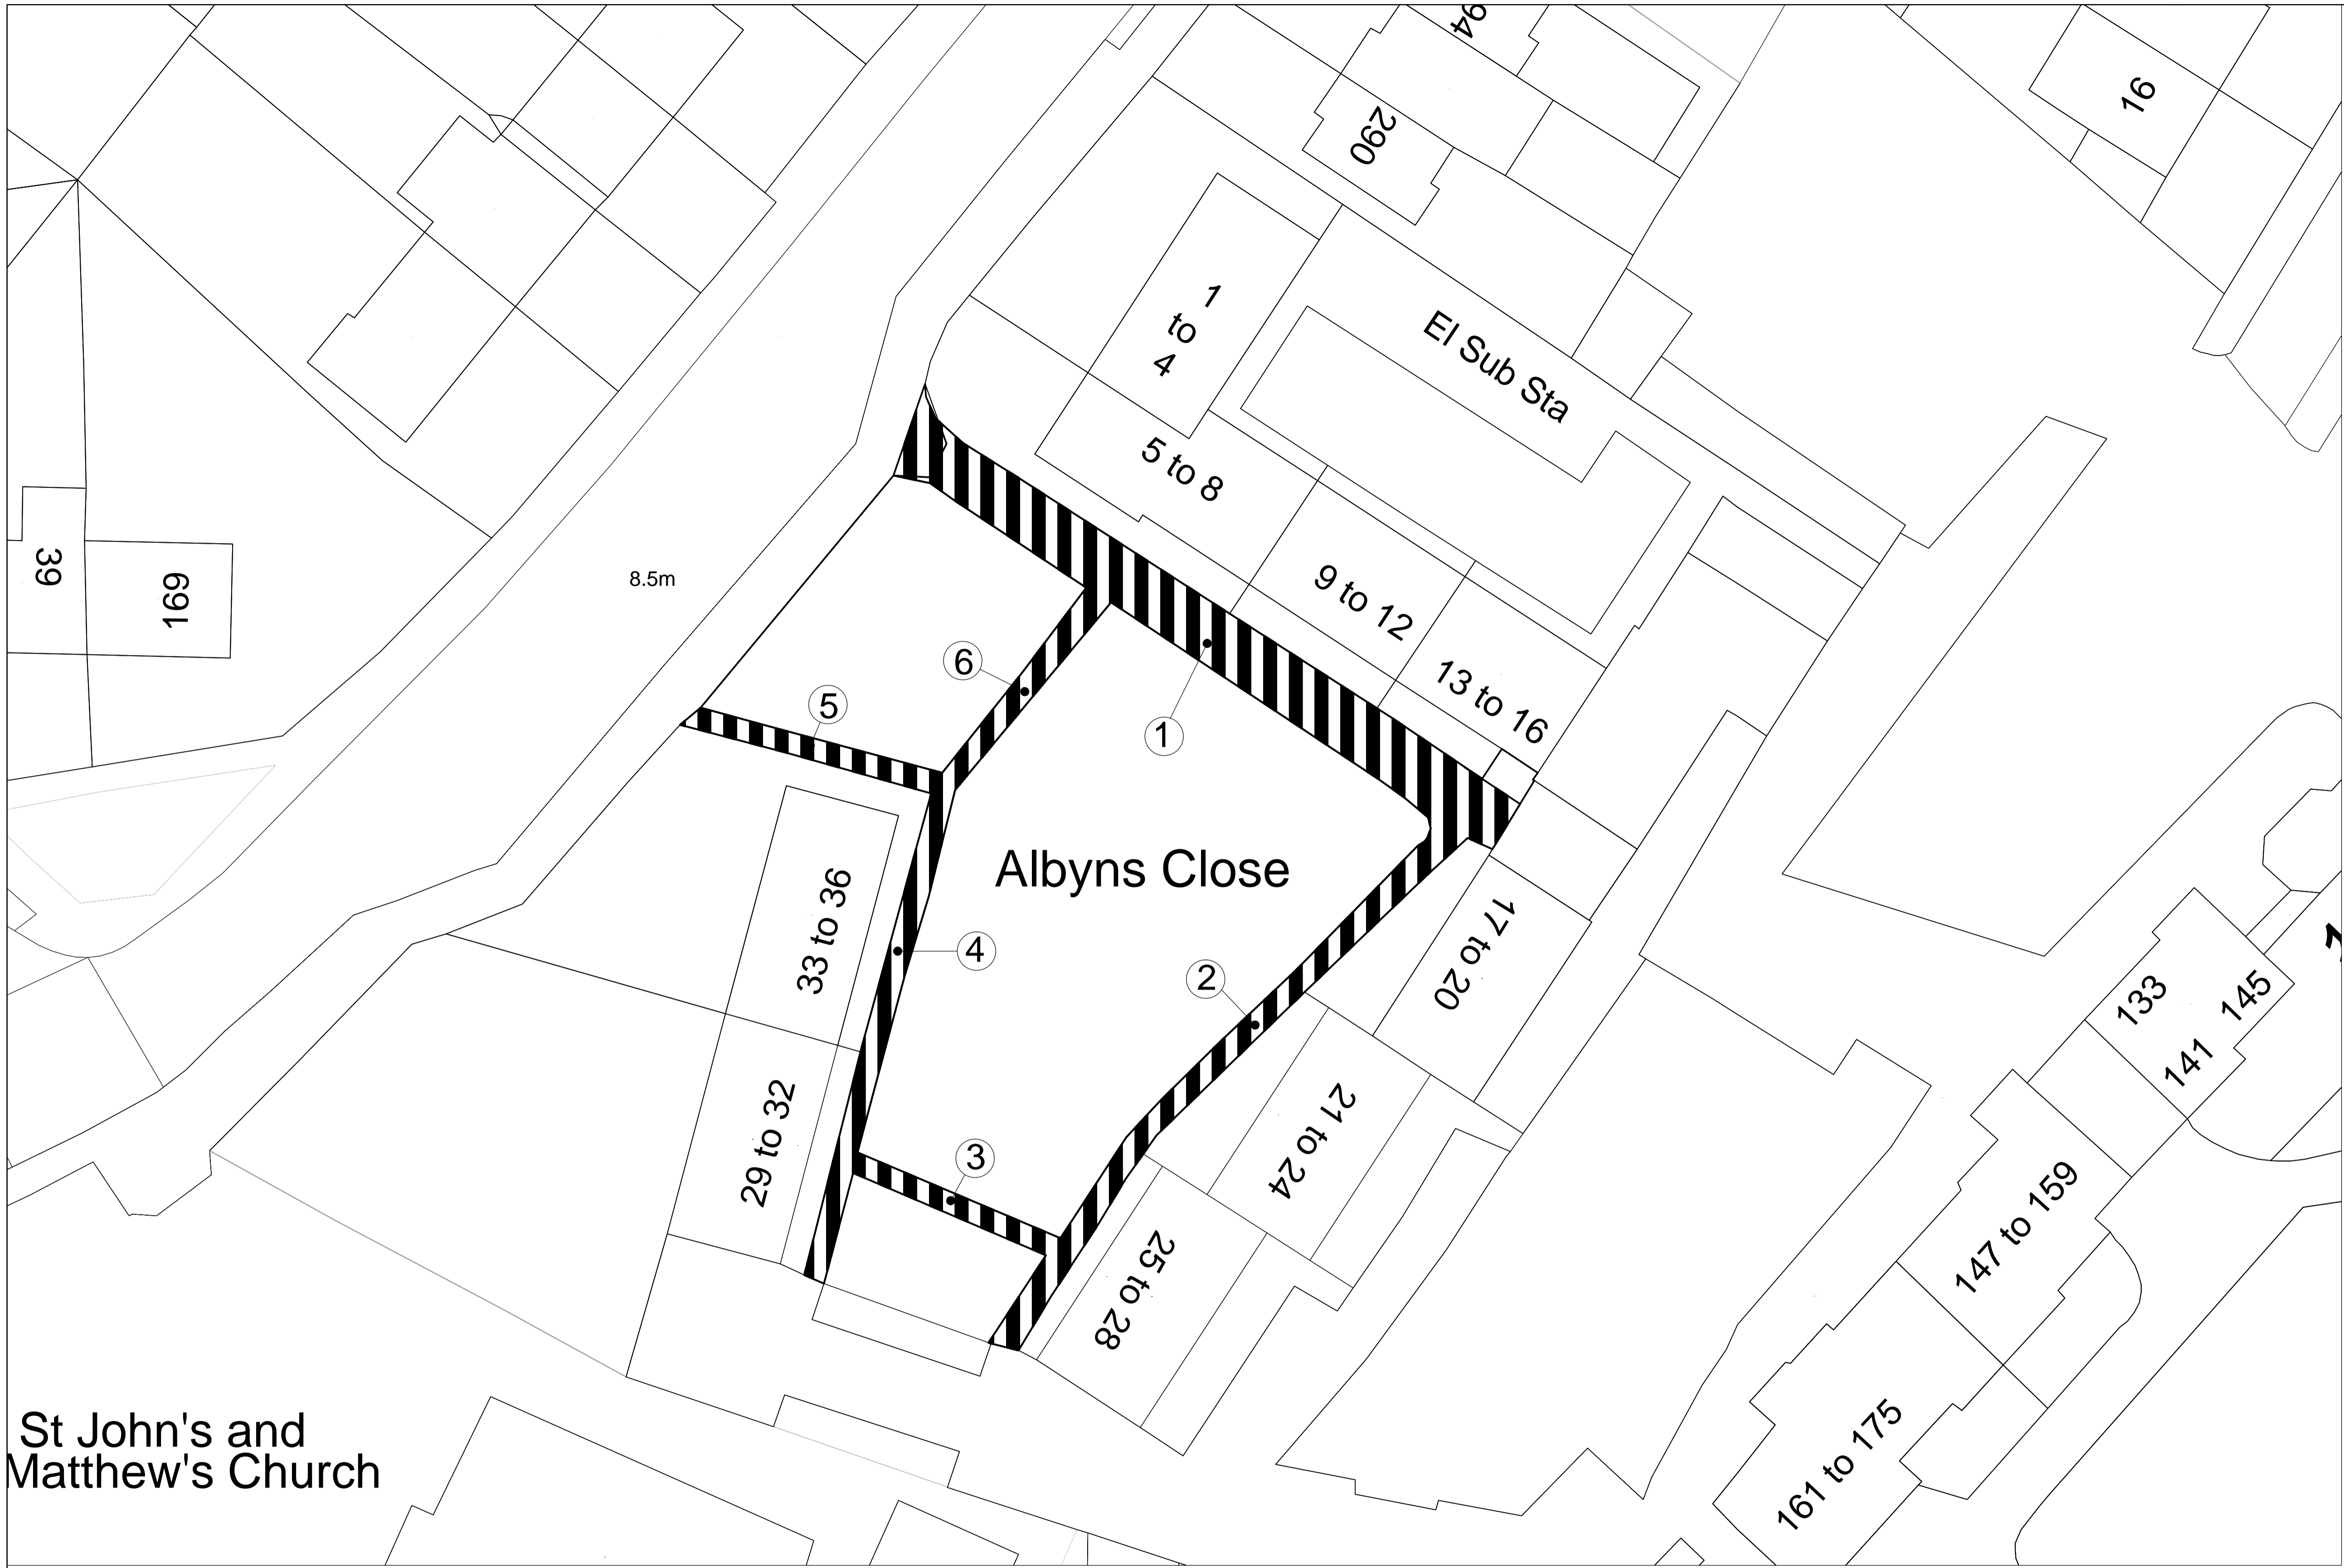 94
290
16
1
to
4
El Sub Sta
5 to 8
39
169
8.5m
9 to 12
6
5
1
13 to 16
Albyns Close
33 to 36
4
2
17 to 20
133
145
141
29 to 32
3
21 to 24
25 to 28
147 to 159
161 to 175
St John's and
Matthew's Church